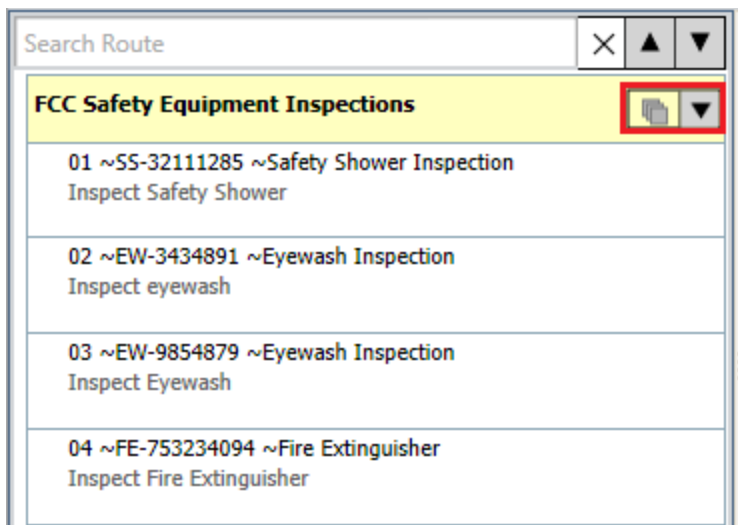 Search Route
FCC Safety Equipment Inspections
01 ~SS-32111285 ~Safety Shower Inspection
Inspect Safety Shower
02 ~EW-3434891 ~Eyewash Inspection
Inspect eyewash
03 ~EW-9854879 ~Eyewash Inspection
Inspect Eyewash
04 ~FE-753234094 ~Fire Extinguisher
Inspect Fire Extinguisher